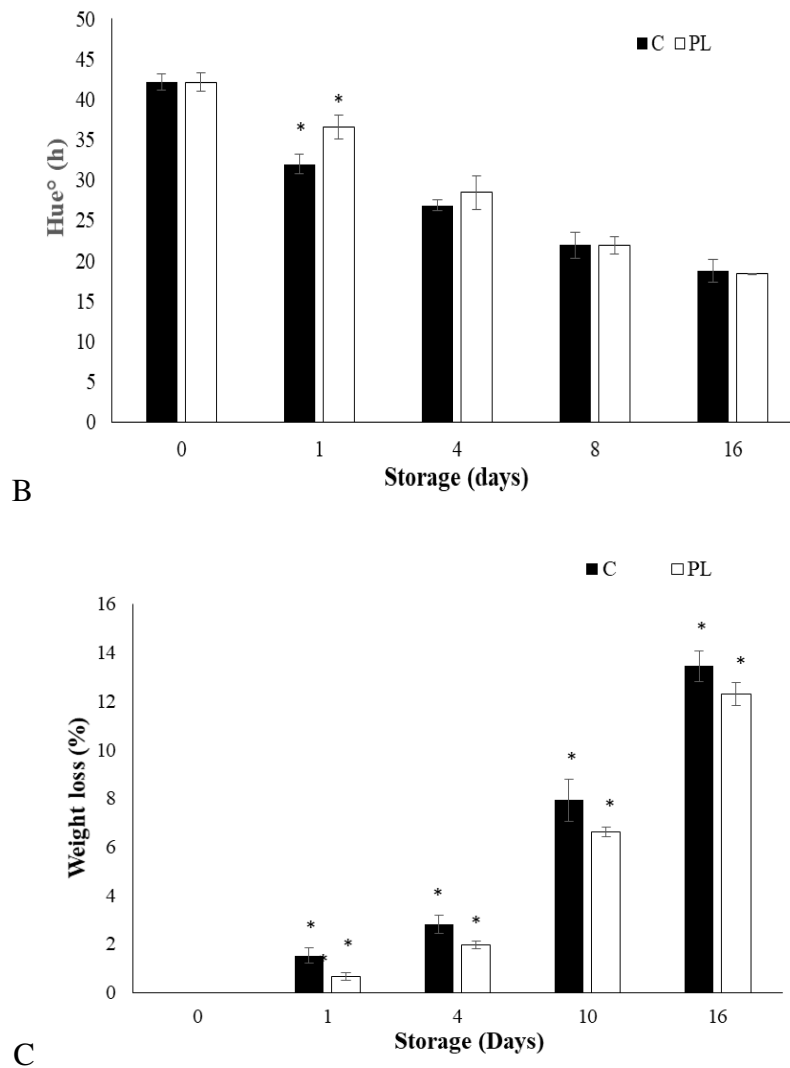 50
45
40
35
30
25
20
15
10
5
0
Hue° (h)
C PL
* *
0 1 4 8 16
Storage (days)
B
C PL
16
14
12
10
8
6
4
2
0
Weight loss (%)
* *
* *
* *
* * *
0 1 4 10 16
Storage (Days)
C